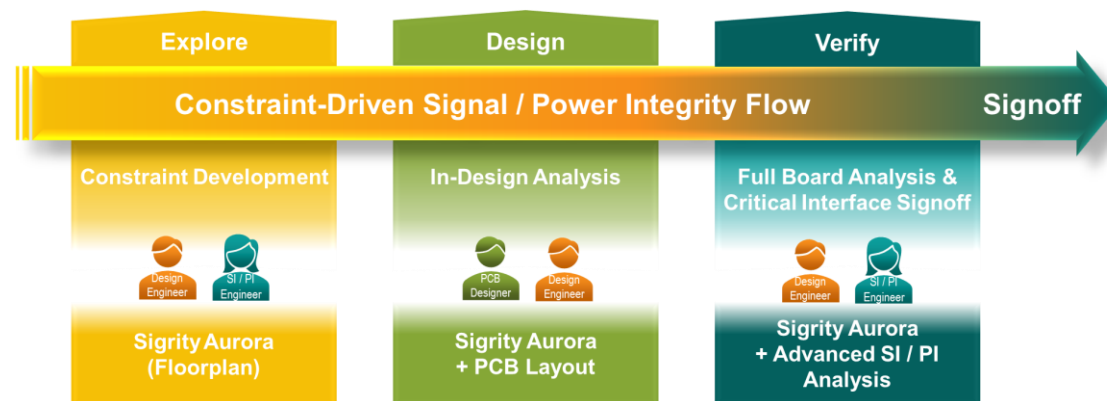 Explore
Design
Verify
Constraint-Driven Signal / Power Integrity Flow
Signoff
Constraint Development
In-Design Analysis
Full Board Analysis &
Critical Interface Signoff
Design
Engineer
SI / PI
Engineer
PCB
Designer
Design
Engineer
Design
Engineer
SI / PI
Engineer
Sigrity Aurora
(Floorplan)
Sigrity Aurora
+ PCB Layout
Sigrity Aurora
+ Advanced SI / PI
Analysis